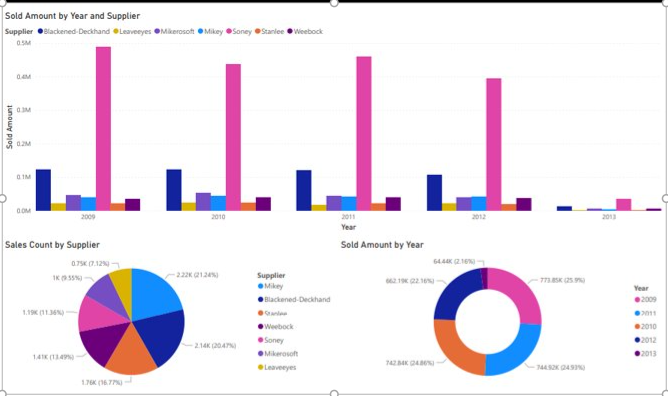 Sold Amount by Year and Supplier
Supplier Blackened-Deckhand Leaveeyes Mikerosoft Mikey Soney Stanlee Weebock
0.5M
0.4M
0.3M
0.2M
0.1M
0.0M
Sold Amount
2009 2010 2011 2012 2013
Year
Sales Count by Supplier
0.75K (7.12%)
1K (9.55%)
1.19K (11.36%)
1.41K (13.49%)
1.76K (16.77%)
2.14K (20.47%)
2.22K (21.24%)
Supplier
Mikey
Blackened-Deckhand
Stanlee
Weebock
Soney
Mikerosoft
Leaveeyes
Sold Amount by Year
64.44K (2.16%)
662.19K (22.16%)
742.84K (24.86%)
744.92K (24.93%)
773.85K (25.9%)
Year
2009
2011
2010
2012
2013